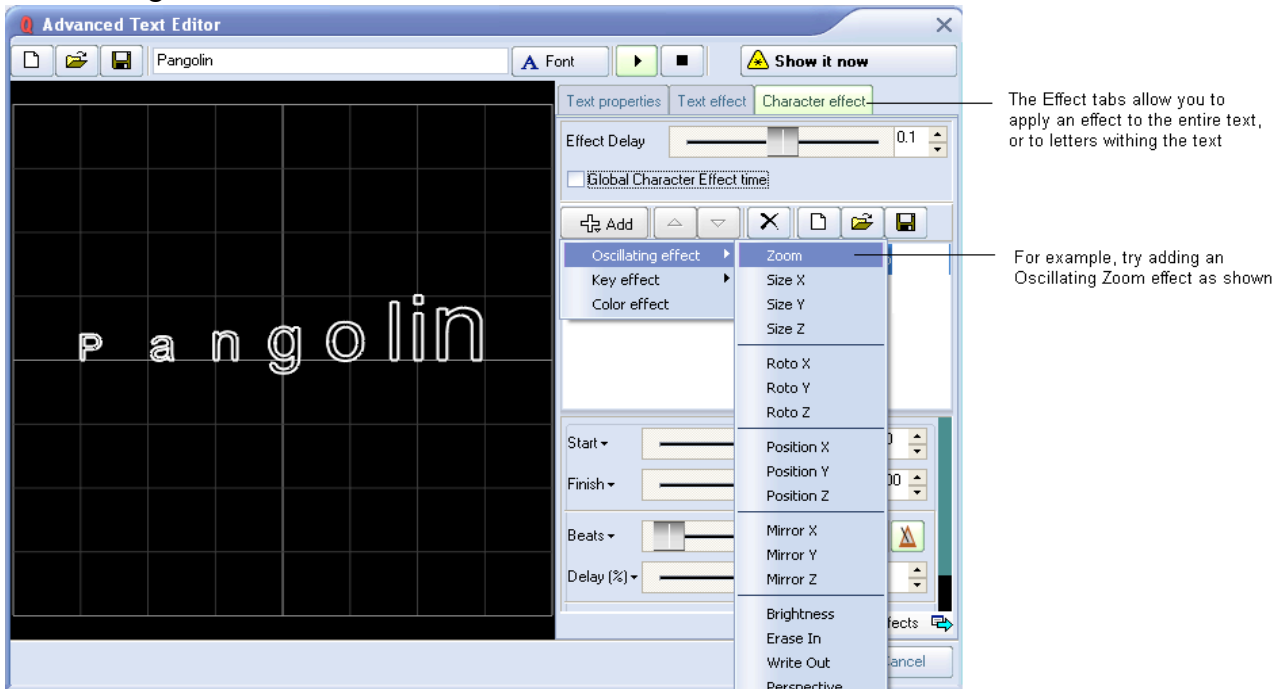 Advanced Text Editor
Pangolin
Font
Show it now
Text properties
Text effect
Character effect
The Effect tabs allow you to
apply an effect to the entire text,
or to letters withing the text
Effect Delay
0.1
Global Character Effect time
Add
Oscillating effect
Key effect
Color effect
Zoom
Size X
Size Y
Size Z
Roto X
Roto Y
Roto Z
Position X
Position Y
Position Z
Mirror X
Mirror Y
Mirror Z
Brightness
Erase In
Write Out
Perspective
For example, try adding an
Oscillating Zoom effect as shown
Pangolin
Start
Finish
Beats
Delay (%)